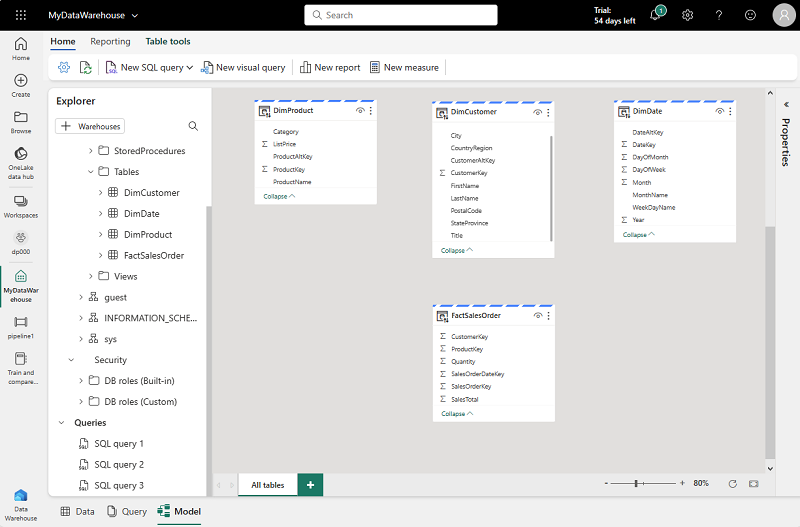 MyDataWarehouse
Search
Trial:
54 days left
1
Home
Reporting
Table tools
New SQL query
New visual query
New report
New measure
Home
Create
Browse
OneLake
data hub
Workspaces
dp000
MyDataWar
ehouse
pipeline1
Train and
compare...
Data
Warehouse
Explorer
+ Warehouses
StoredProcedures
Tables
DimCustomer
DimDate
DimProduct
FactSalesOrder
Views
guest
INFORMATION_SCHE...
sys
Security
DB roles (Built-in)
DB roles (Custom)
Queries
SQL query 1
SQL query 2
SQL query 3
DimProduct
Category
ListPrice
ProductAltKey
ProductKey
ProductName
Collapse
DimCustomer
City
CountryRegion
CustomerAltKey
CustomerKey
FirstName
LastName
PostalCode
StateProvince
Title
Collapse
DimDate
DateAltKey
DateKey
DayOfMonth
DayOfWeek
Month
MonthName
WeekDayName
Year
Collapse
FactSalesOrder
CustomerKey
ProductKey
Quantity
SalesOrderDateKey
SalesOrderKey
SalesTotal
Collapse
Properties
All tables
+
- + 80%
Data
Query
Model